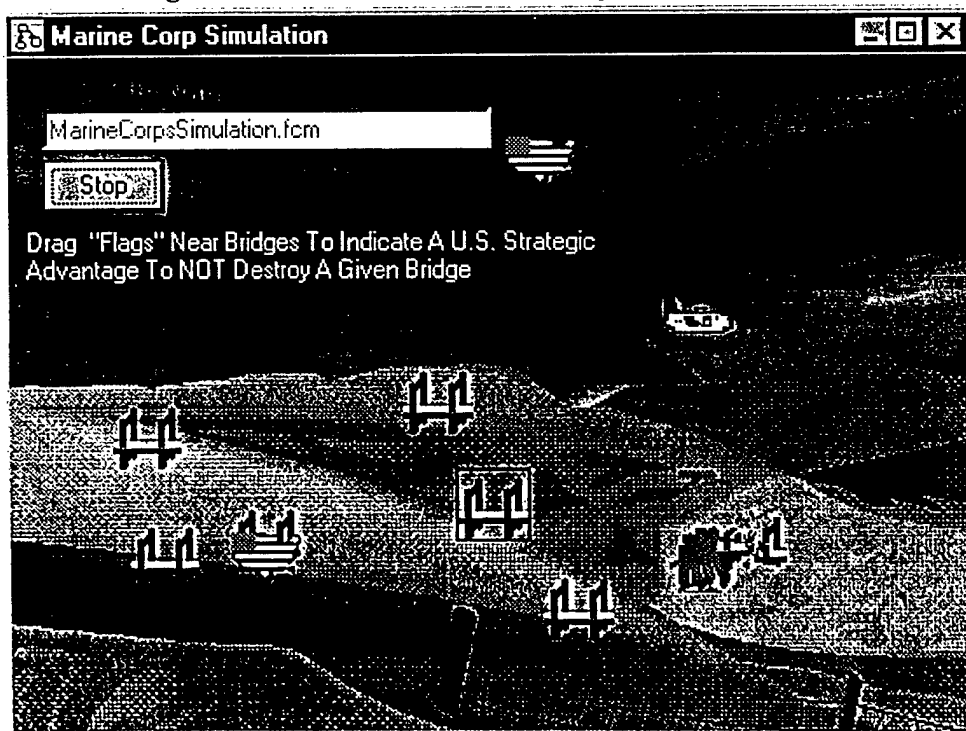 Marine Corp Simulation
MarineCorpsSimulation.fcm
Stop
Drag "Flags" Near Bridges To Indicate A U.S. Strategic
Advantage To NOT Destroy A Given Bridge